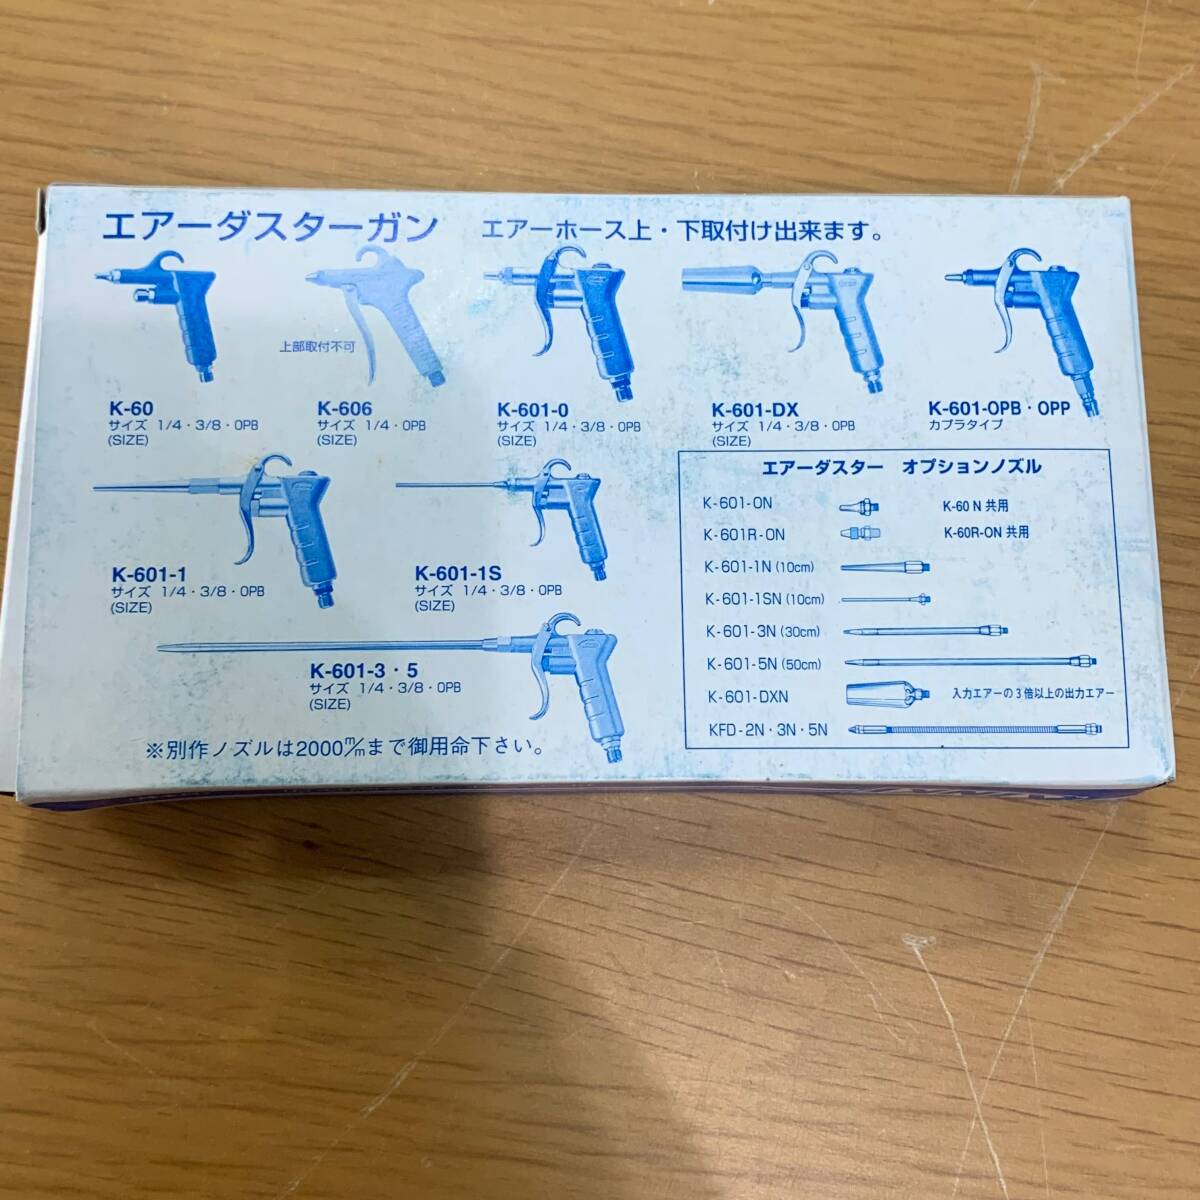 エアーダスターガン
エアーホース上・下取付け出来ます。
上部取付不可
K-60
サイズ 1/4・3/8・OPB
(SIZE)
K-606
サイズ 1/4・OPB
(SIZE)
K-601-0
サイズ 1/4・3/8・OPB
(SIZE)
K-601-DX
サイズ 1/4・3/8・OPB
(SIZE)
K-601-OPB・OPP
カプラタイプ
K-601-1
サイズ 1/4・3/8・OPB
(SIZE)
K-601-1S
サイズ 1/4・3/8・OPB
(SIZE)
K-601-3・5
サイズ 1/4・3/8・OPB
(SIZE)
※別作ノズルは2000m/mまで御用命下さい。
エアーダスター オプションノズル
K-601-ON K-60 N 共用
K-601R-ON K-60R-ON 共用
K-601-1N (10cm)
K-601-1SN (10cm)
K-601-3N (30cm)
K-601-5N (50cm)
K-601-DXN 入力エアーの3倍以上の出力エアー
KFD-2N・3N・5N